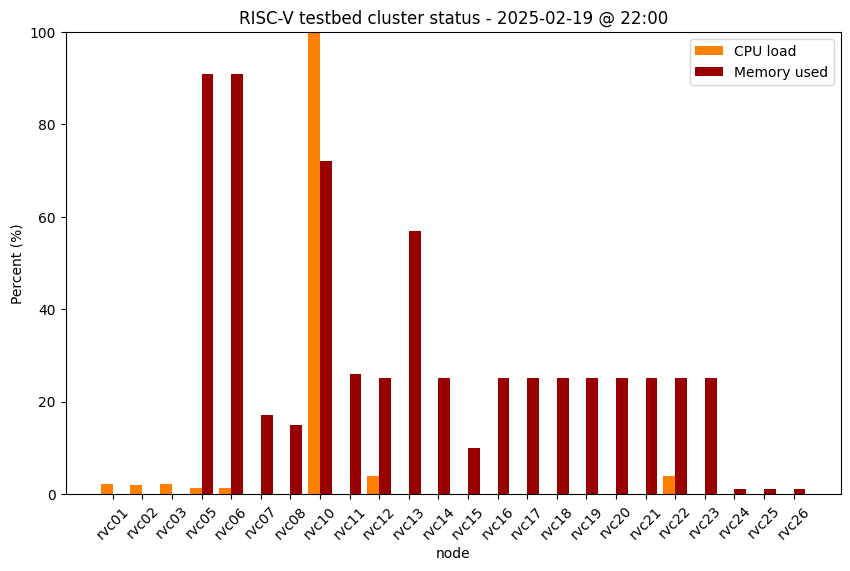 RISC-V testbed cluster status - 2025-02-19 @ 22:00
CPU load
Memory used
Percent (%)
100
80
60
40
20
0
rvc01
rvc02
rvc03
rvc05
rvc06
rvc07
rvc08
rvc10
rvc11
rvc12
rvc13
rvc14
rvc15
rvc16
rvc17
rvc18
rvc19
rvc20
rvc21
rvc22
rvc23
rvc24
rvc25
rvc26
node